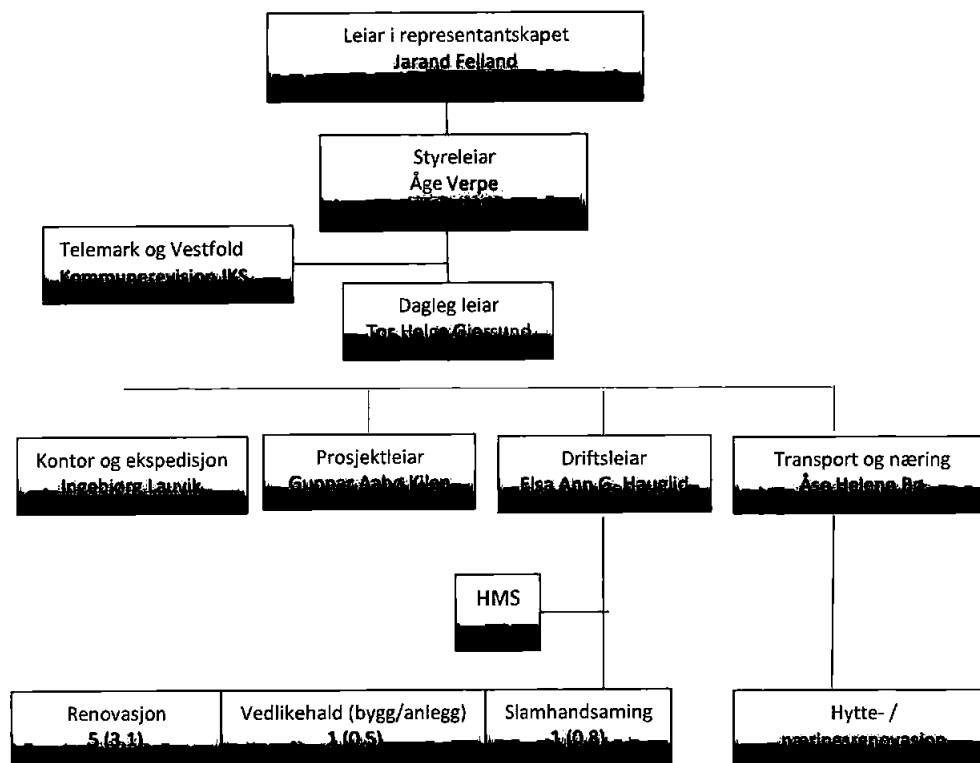 Leiar i representantskapet
Jarand Felland
Styreleiar
Åge Verpe
Telemark og Vestfold
Kommunerevisjon IKS
Dagleg leiar
Tor Helge Gjersund
Kontor og ekspedisjon
Ingebjørg Lauvik
Prosjektleiar
Gunnar Aabø Kilen
Driftsleiar
Elsa Ann G. Hauglid
Transport og næring
Åse Helene Bø
HMS
Renovasjon
5 (3,1)
Vedlikehald (bygg/anlegg)
1 (0,5)
Slamhandsaming
1 (0,8)
Hytte- /
næringsrenovasjon